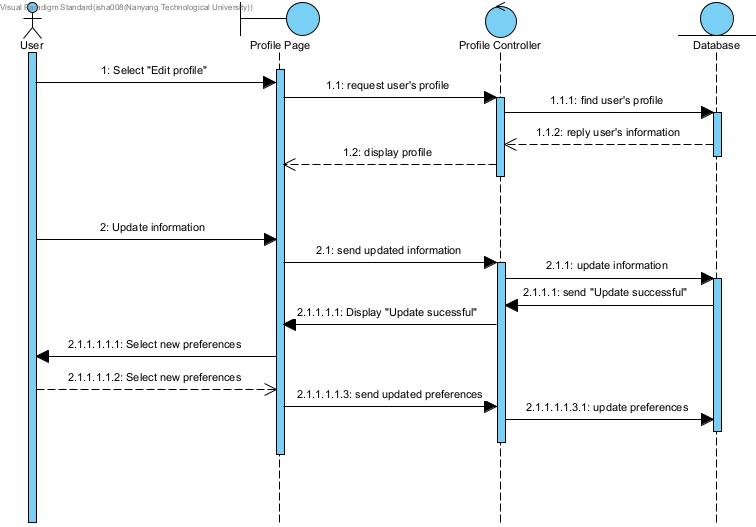 Visual Paradigm Standard(isha008(Nanyang Technological University))
User
Profile Page
Profile Controller
Database
1: Select "Edit profile"
1.1: request user's profile
1.1.1: find user's profile
1.1.2: reply user's information
1.2: display profile
2: Update information
2.1: send updated information
2.1.1: update information
2.1.1.1: send "Update successful"
2.1.1.1.1: Display "Update sucessful"
2.1.1.1.1.1: Select new preferences
2.1.1.1.1.2: Select new preferences
2.1.1.1.1.3: send updated preferences
2.1.1.1.1.3.1: update preferences